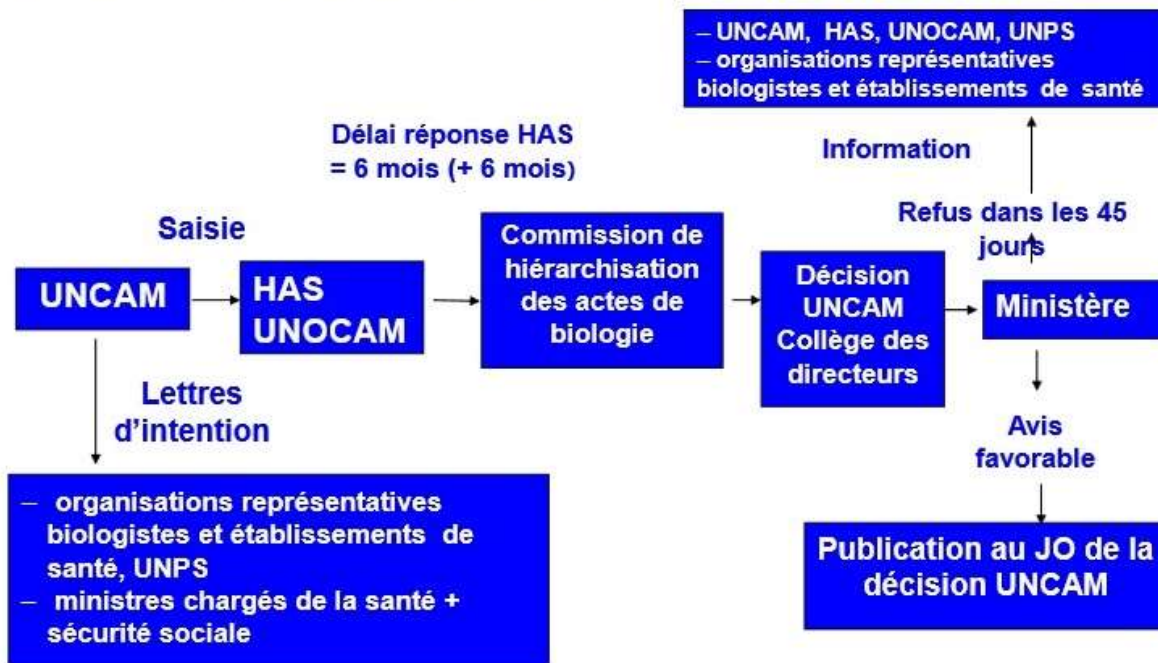 – UNCAM, HAS, UNOCAM, UNPS
– organisations représentatives
biologistes et établissements de santé
Délai réponse HAS
= 6 mois (+ 6 mois)
Information
Refus dans les 45
jours
Saisie
UNCAM
HAS
UNOCAM
Commission de
hiérarchisation
des actes de
biologie
Décision
UNCAM
Collège des
directeurs
Ministère
Lettres
d’intention
Avis
favorable
– organisations représentatives
biologistes et établissements de
santé, UNPS
– ministres chargés de la santé +
sécurité sociale
Publication au JO de la
décision UNCAM